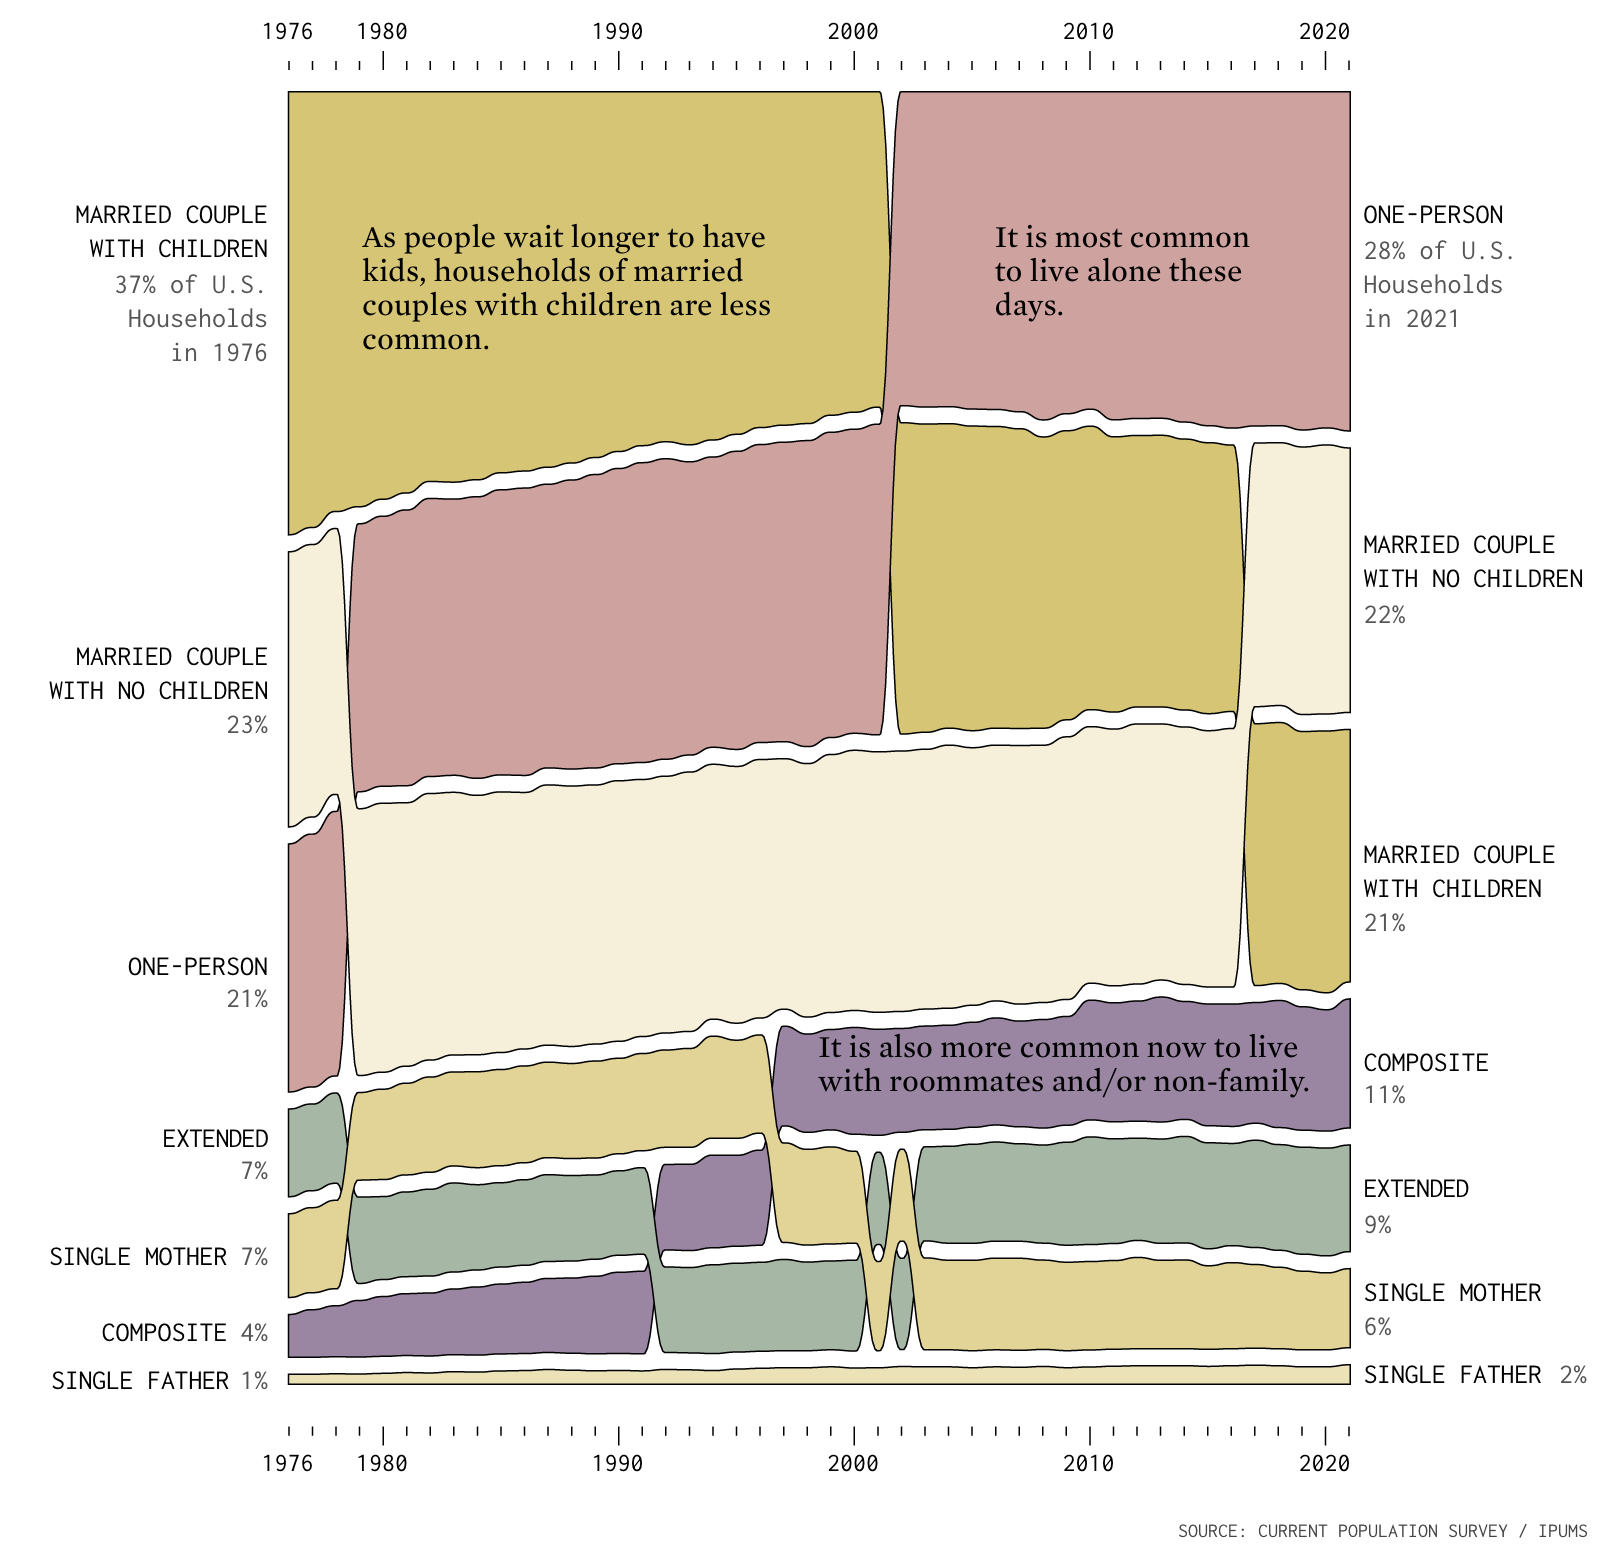 1976 1980 1990 2000 2010 2020
MARRIED COUPLE
WITH CHILDREN
37% of U.S.
Households
in 1976
As people wait longer to have
kids, households of married
couples with children are less
common.
It is most common
to live alone these
days.
ONE-PERSON
28% of U.S.
Households
in 2021
MARRIED COUPLE
WITH NO CHILDREN
22%
MARRIED COUPLE
WITH NO CHILDREN
23%
MARRIED COUPLE
WITH CHILDREN
21%
ONE-PERSON
21%
It is also more common now to live
with roommates and/or non-family.
COMPOSITE
11%
EXTENDED
7%
EXTENDED
9%
SINGLE MOTHER 7%
SINGLE MOTHER
6%
COMPOSITE 4%
SINGLE FATHER 1%
SINGLE FATHER 2%
1976 1980 1990 2000 2010 2020
SOURCE: CURRENT POPULATION SURVEY / IPUMS